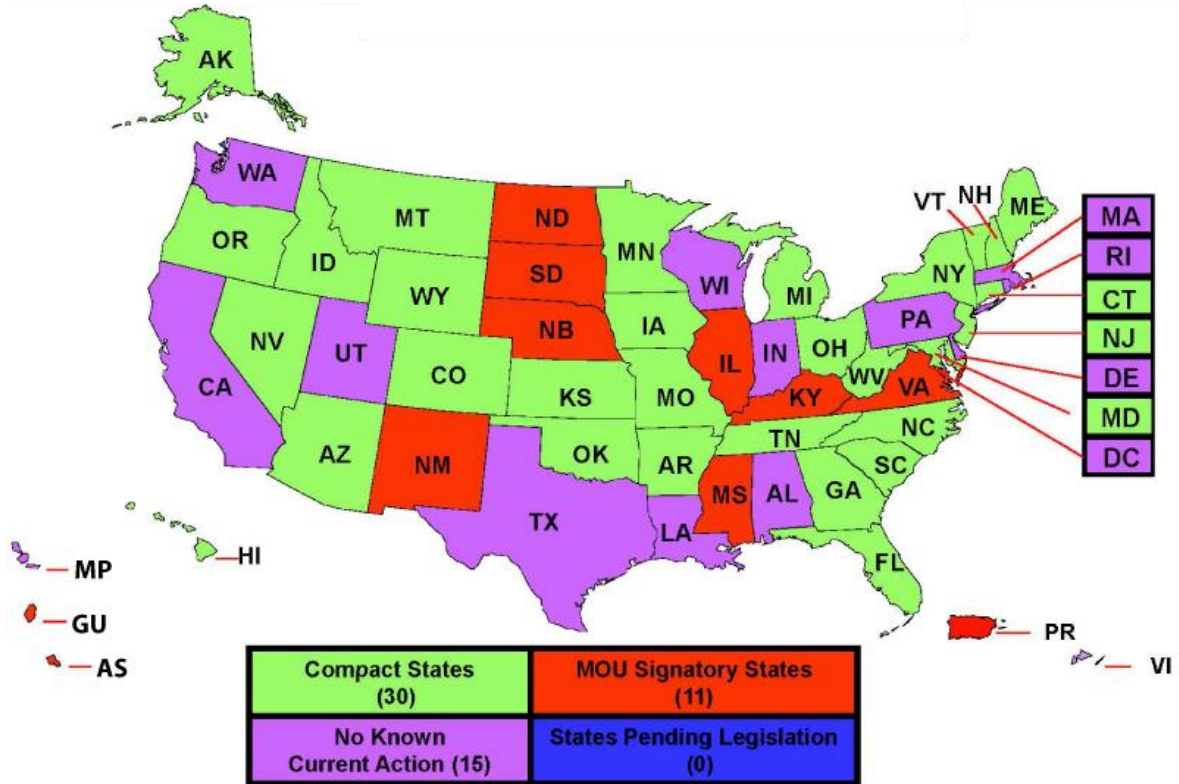 AK
WA
MT
ND
MN
VT
NH
ME
MA
OR
ID
SD
WI
NY
RI
WY
MI
CT
NB
IA
PA
NJ
NV
UT
CO
IL
IN
OH
DE
CA
KS
MO
WV
VA
KY
MD
AZ
NM
OK
AR
TN
NC
DC
SC
MS
AL
GA
TX
LA
HI
FL
MP
GU
AS
PR
VI
Compact States
(30)
MOU Signatory States
(11)
No Known
Current Action (15)
States Pending Legislation
(0)